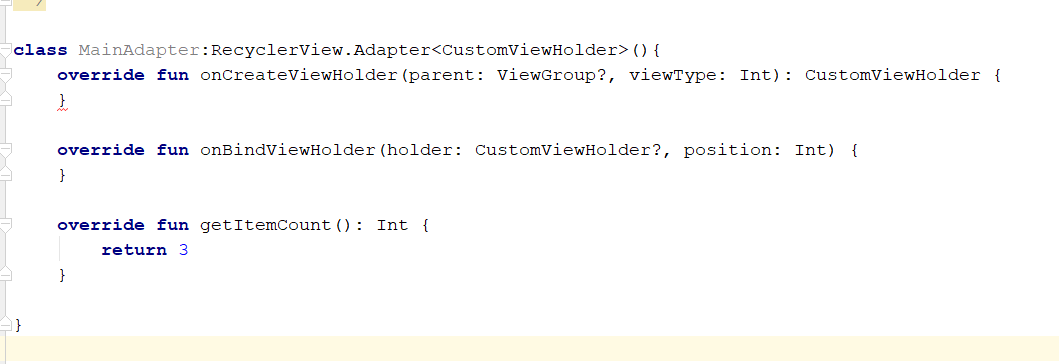 class MainAdapter:RecyclerView.Adapter<CustomViewHolder>(){
    override fun onCreateViewHolder(parent: ViewGroup?, viewType: Int): CustomViewHolder {
    }

    override fun onBindViewHolder(holder: CustomViewHolder?, position: Int) {
    }

    override fun getItemCount(): Int {
        return 3
    }

}